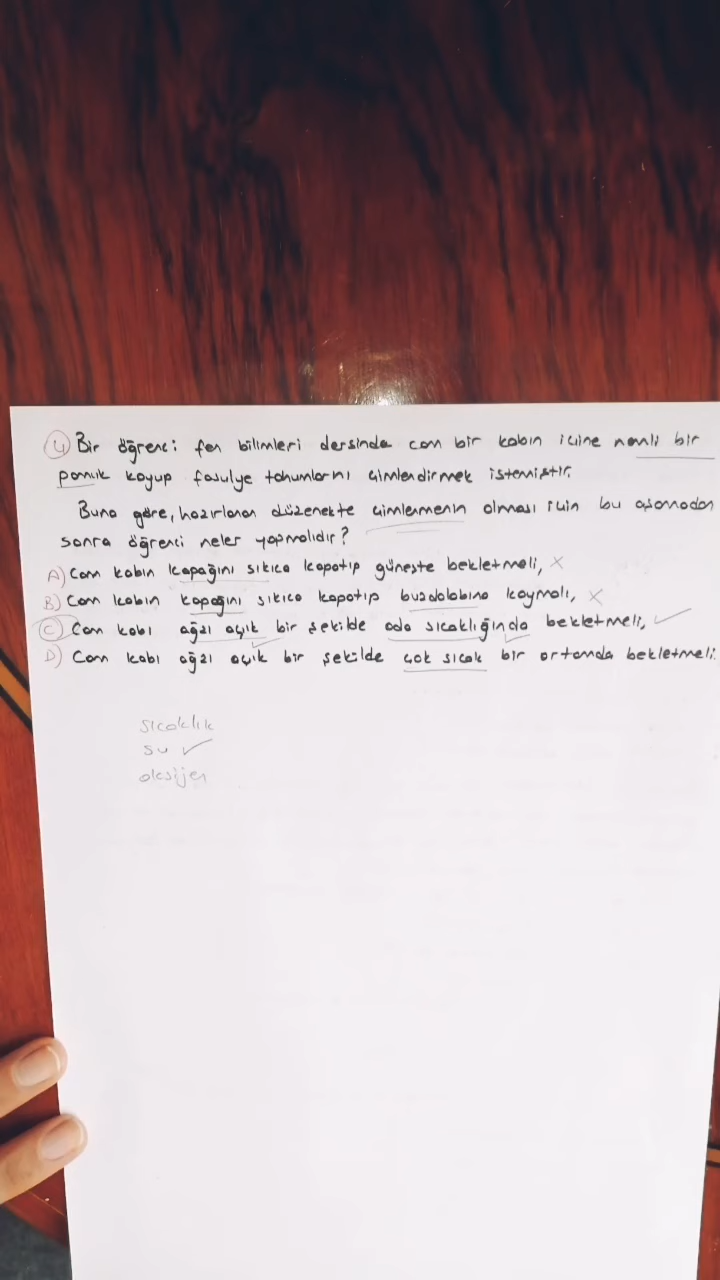 4) Bir öğrenci fen bilimleri dersinde cam bir kabın içine nemli bir
pamuk koyup fasulye tohumlarını çimlendirmek istemiştir.
Buna göre, hazırlanan düzenekte çimlenmenin olması için bu aşamadan
sonra öğrenci neler yapmalıdır?
A) Cam kabın kapağını sıkıca kapatıp güneşte bekletmeli, x
B) Cam kabın kapağını sıkıca kapatıp buzdolabına koymalı, x
C) Cam kabı ağzı açık bir şekilde oda sıcaklığında bekletmeli, ✓
D) Cam kabı ağzı açık bir şekilde çok sıcak bir ortamda bekletmeli.
sıcaklık
su ✓
oksijen